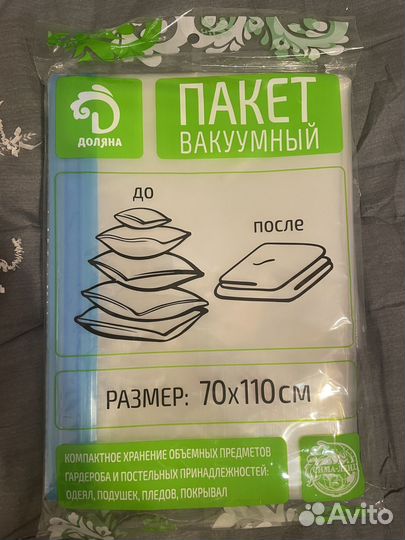 ДОЛЯНА
ПАКЕТ
ВАКУУМНЫЙ
до
после
РАЗМЕР: 70х110 см
КОМПАКТНОЕ ХРАНЕНИЕ ОБЪЕМНЫХ ПРЕДМЕТОВ
ГАРДЕРОБА И ПОСТЕЛЬНЫХ ПРИНАДЛЕЖНОСТЕЙ:
ОДЕЯЛ, ПОДУШЕК, ПЛЕДОВ, ПОКРЫВАЛ
Avito